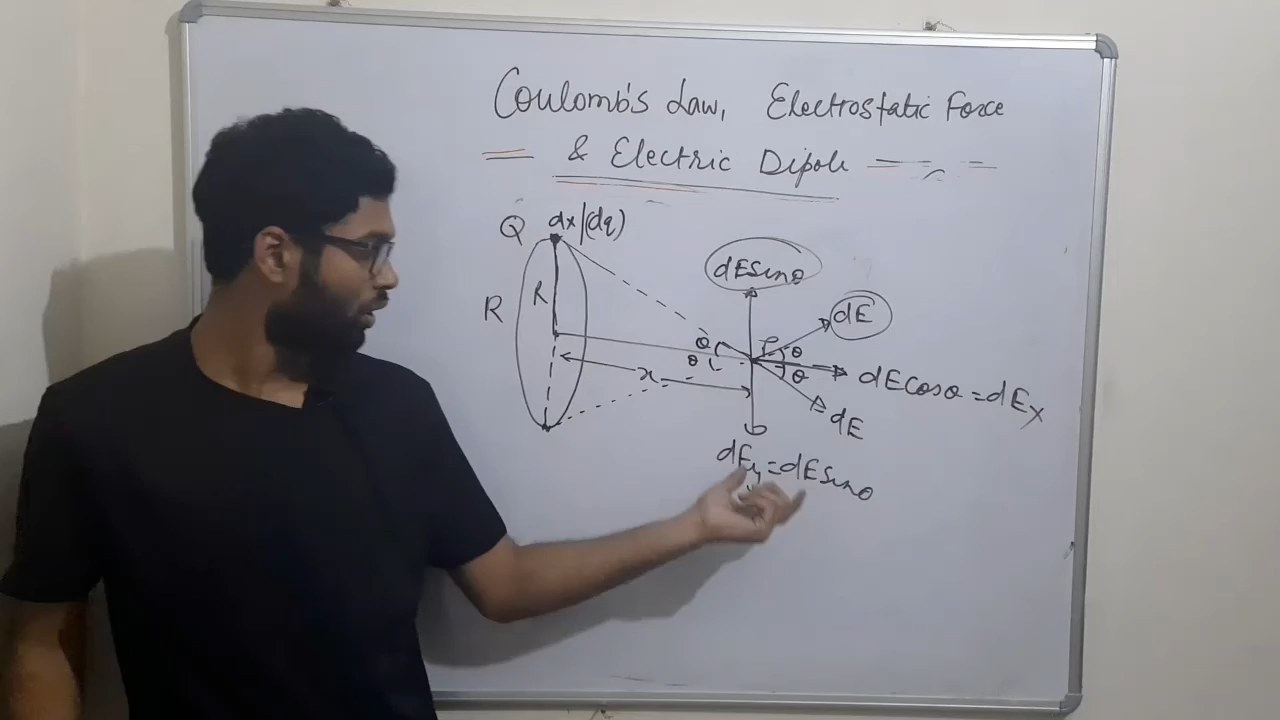 Coulomb's Law, Electrostatic Force
& Electric Dipole
Q dx|(dq)
dESinθ
R
R
dE
P
θ
θ
θ
θ
x
dECosθ = dEx
dE
dEy = dESinθ